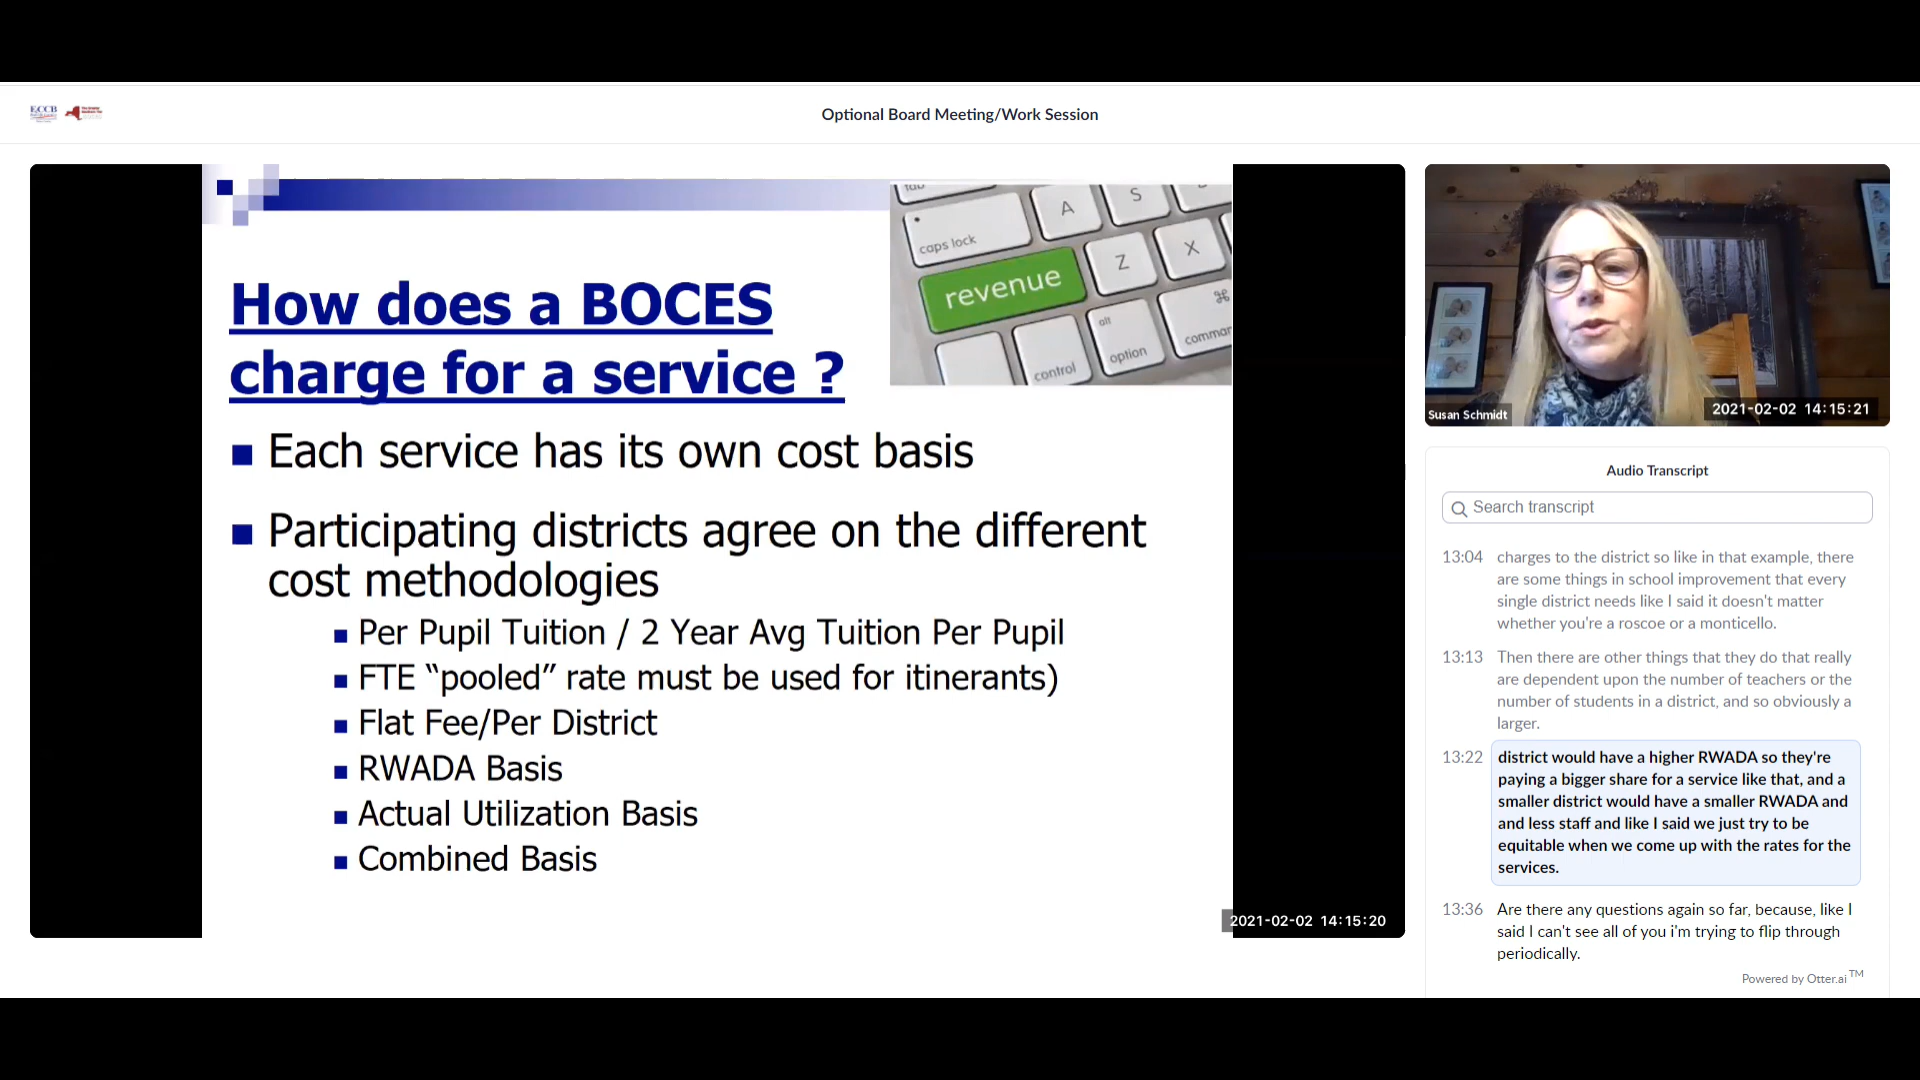 Optional Board Meeting/Work Session
How does a BOCES
charge for a service ?
Each service has its own cost basis
Participating districts agree on the different
cost methodologies
Per Pupil Tuition / 2 Year Avg Tuition Per Pupil
FTE “pooled” rate must be used for itinerants)
Flat Fee/Per District
RWADA Basis
Actual Utilization Basis
Combined Basis
tab
A
S
caps lock
Z
X
revenue
⌘
alt
control
option
2021-02-02 14:15:20
Susan Schmidt
2021-02-02 14:15:21
Audio Transcript
Search transcript
13:04 charges to the district so like in that example, there
are some things in school improvement that every
single district needs like I said it doesn't matter
whether you're a roscoe or a monticello.
13:13 Then there are other things that they do that really
are dependent upon the number of teachers or the
number of students in a district, and so obviously a
larger.
13:22 district would have a higher RWADA so they're
paying a bigger share for a service like that, and a
smaller district would have a smaller RWADA and
and less staff and like I said we just try to be
equitable when we come up with the rates for the
services.
13:36 Are there any questions again so far, because, like I
said I can't see all of you i'm trying to flip through
periodically.
Powered by Otter.ai TM